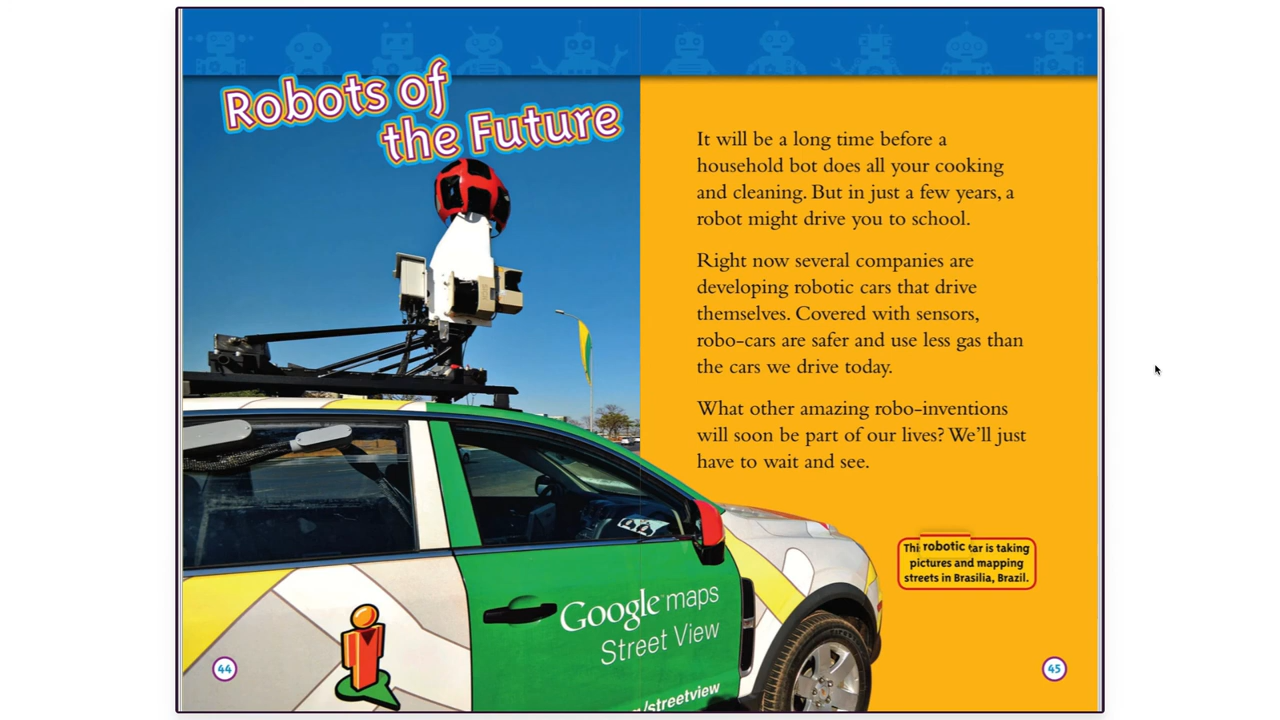 Robots of
the Future
It will be a long time before a
household bot does all your cooking
and cleaning. But in just a few years, a
robot might drive you to school.
Right now several companies are
developing robotic cars that drive
themselves. Covered with sensors,
robo-cars are safer and use less gas than
the cars we drive today.
What other amazing robo-inventions
will soon be part of our lives? We'll just
have to wait and see.
robotic is taking
pictures and mapping
streets in Brasilia, Brazil.
Google maps
Street View
/streetview
44
45